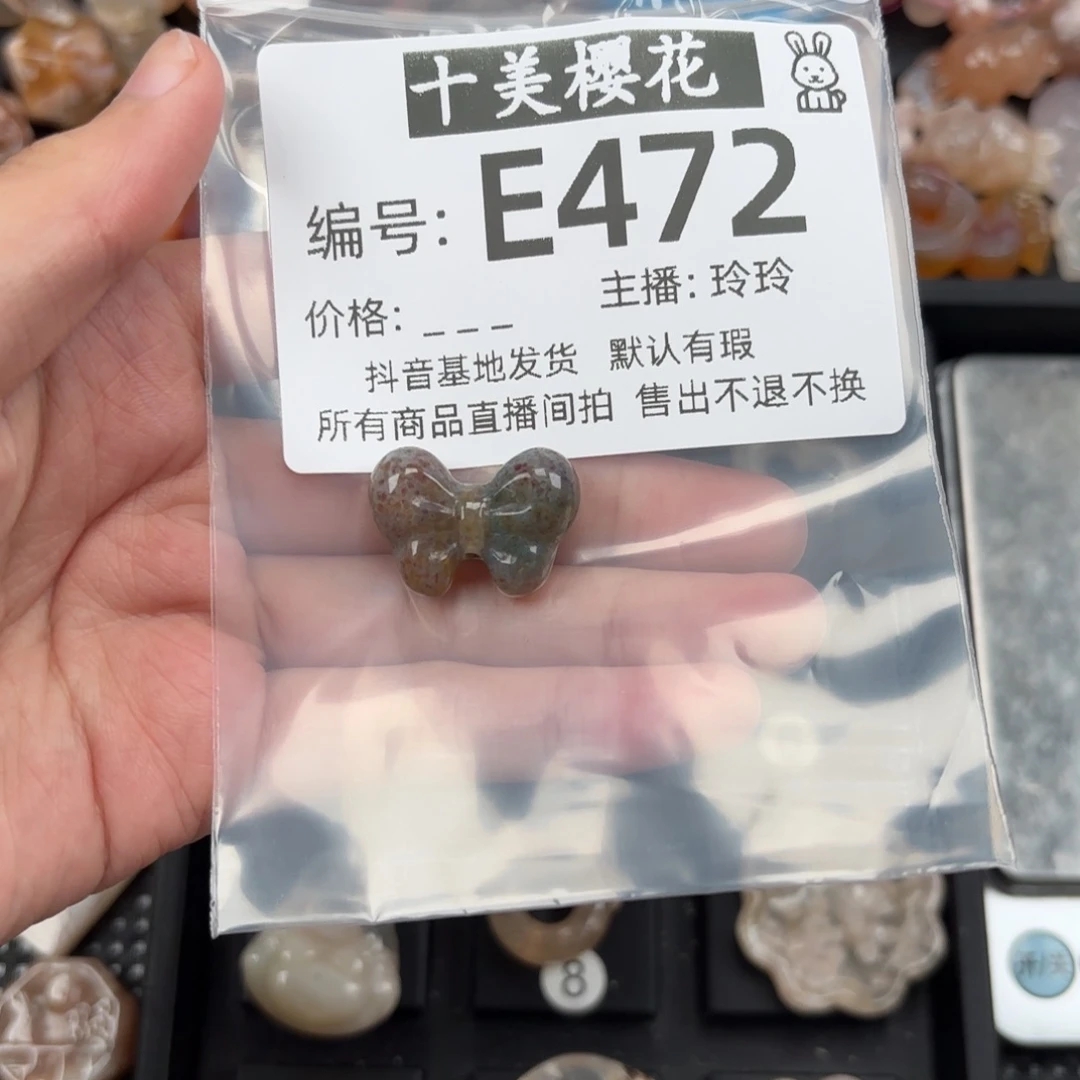 十美樱花
编号: E472
价格: _ _ _ 主播: 玲玲
抖音基地发货 默认有瑕
所有商品直播间拍 售出不退不换
8
开/关